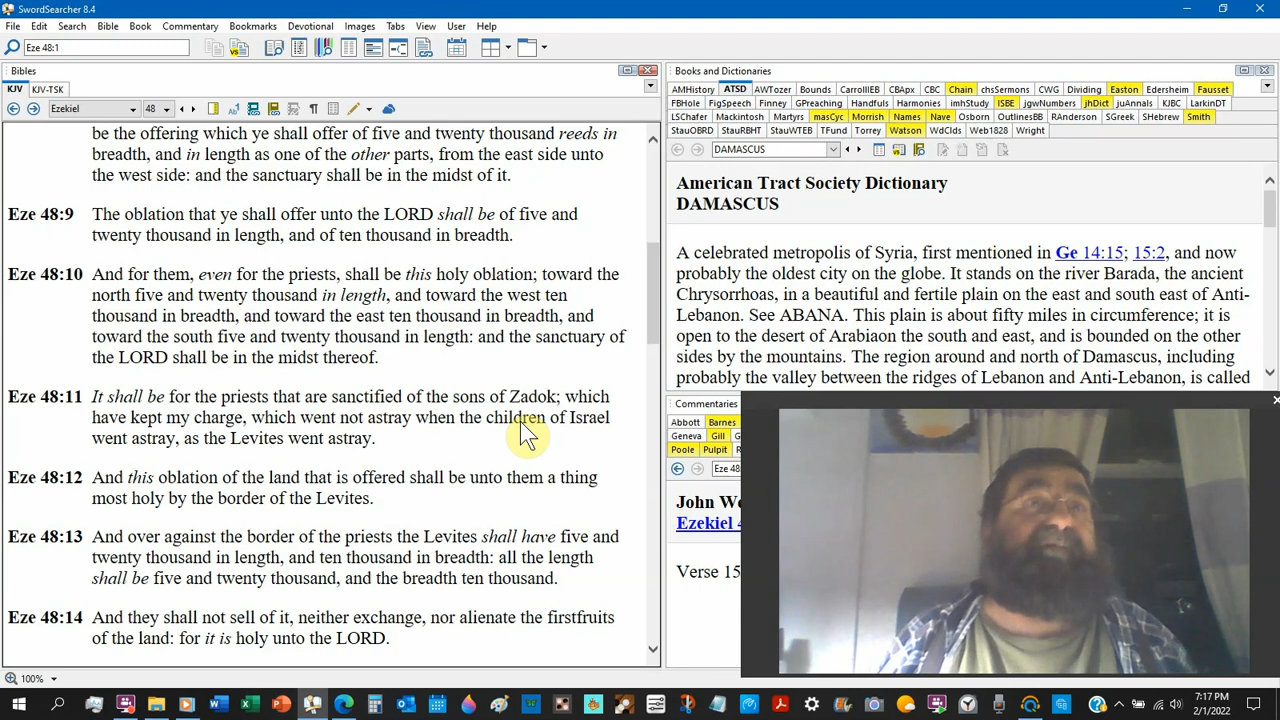 SwordSearcher 8.4
File Edit Search Bible Book Commentary Bookmarks Devotional Images Tabs View User Help
Eze 48:1
Bibles
KJV KJV-TSK
Ezekiel 48
be the offering which ye shall offer of five and twenty thousand reeds in
breadth, and in length as one of the other parts, from the east side unto
the west side: and the sanctuary shall be in the midst of it.
Eze 48:9 The oblation that ye shall offer unto the LORD shall be of five and
twenty thousand in length, and of ten thousand in breadth.
Eze 48:10 And for them, even for the priests, shall be this holy oblation; toward the
north five and twenty thousand in length, and toward the west ten
thousand in breadth, and toward the east ten thousand in breadth, and
toward the south five and twenty thousand in length: and the sanctuary of
the LORD shall be in the midst thereof.
Eze 48:11 It shall be for the priests that are sanctified of the sons of Zadok; which
have kept my charge, which went not astray when the children of Israel
went astray, as the Levites went astray.
Eze 48:12 And this oblation of the land that is offered shall be unto them a thing
most holy by the border of the Levites.
Eze 48:13 And over against the border of the priests the Levites shall have five and
twenty thousand in length, and ten thousand in breadth: all the length
shall be five and twenty thousand, and the breadth ten thousand.
Eze 48:14 And they shall not sell of it, neither exchange, nor alienate the firstfruits
of the land: for it is holy unto the LORD.
100%
Books and Dictionaries
AMHistory ATSD AWTozer Bounds CarrollEIB CBApx CBC Chain chsSermons CWG Dividing Easton Edersheim Fausset
FBHole FigSpeech Finney GPreaching Handfuls Harmonies imhStudy ISBE jgwNumbers jhDict juAnnals KJBC LarkinDT
LSChafer Mackintosh Martyrs masCyc Morrish Names Nave Osborn OutlinesBB RAnderson SGreek SHebrew Smith
StauOBRD StauRBHT StauWTEB TFund Torrey Watson WdClds Web1828 Wright
DAMASCUS
American Tract Society Dictionary
DAMASCUS
A celebrated metropolis of Syria, first mentioned in Ge 14:15; 15:2, and now
probably the oldest city on the globe. It stands on the river Barada, the ancient
Chrysorrhoas, in a beautiful and fertile plain on the east and south east of Anti-
Lebanon. See ABANA. This plain is about fifty miles in circumference; it is
open to the desert of Arabiaon the south and east, and is bounded on the other
sides by the mountains. The region around and north of Damascus, including
probably the valley between the ridges of Lebanon and Anti-Lebanon, is called
Commentaries
Abbott Barnes
Geneva Gill
Poole Pulpit
Eze 48
John We
Ezekiel 4
Verse 15
7:17 PM
2/1/2022